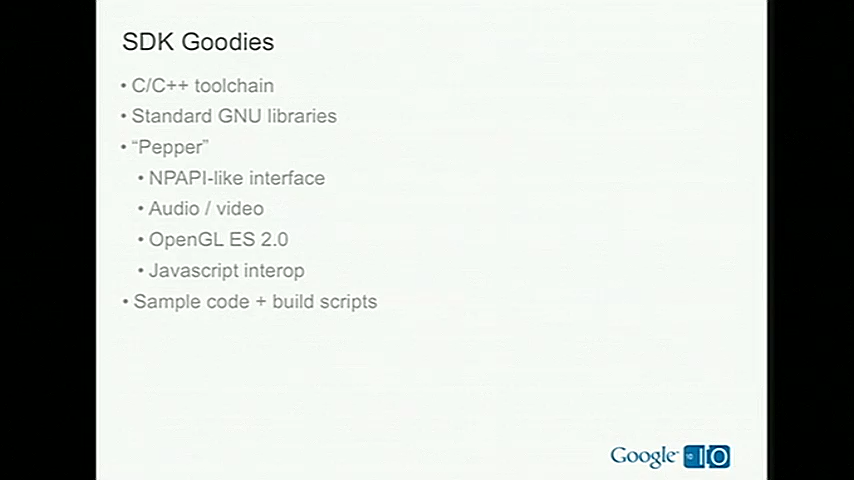 SDK Goodies
• C/C++ toolchain
• Standard GNU libraries
• “Pepper”
• NPAPI-like interface
• Audio / video
• OpenGL ES 2.0
• Javascript interop
• Sample code + build scripts
Google IO